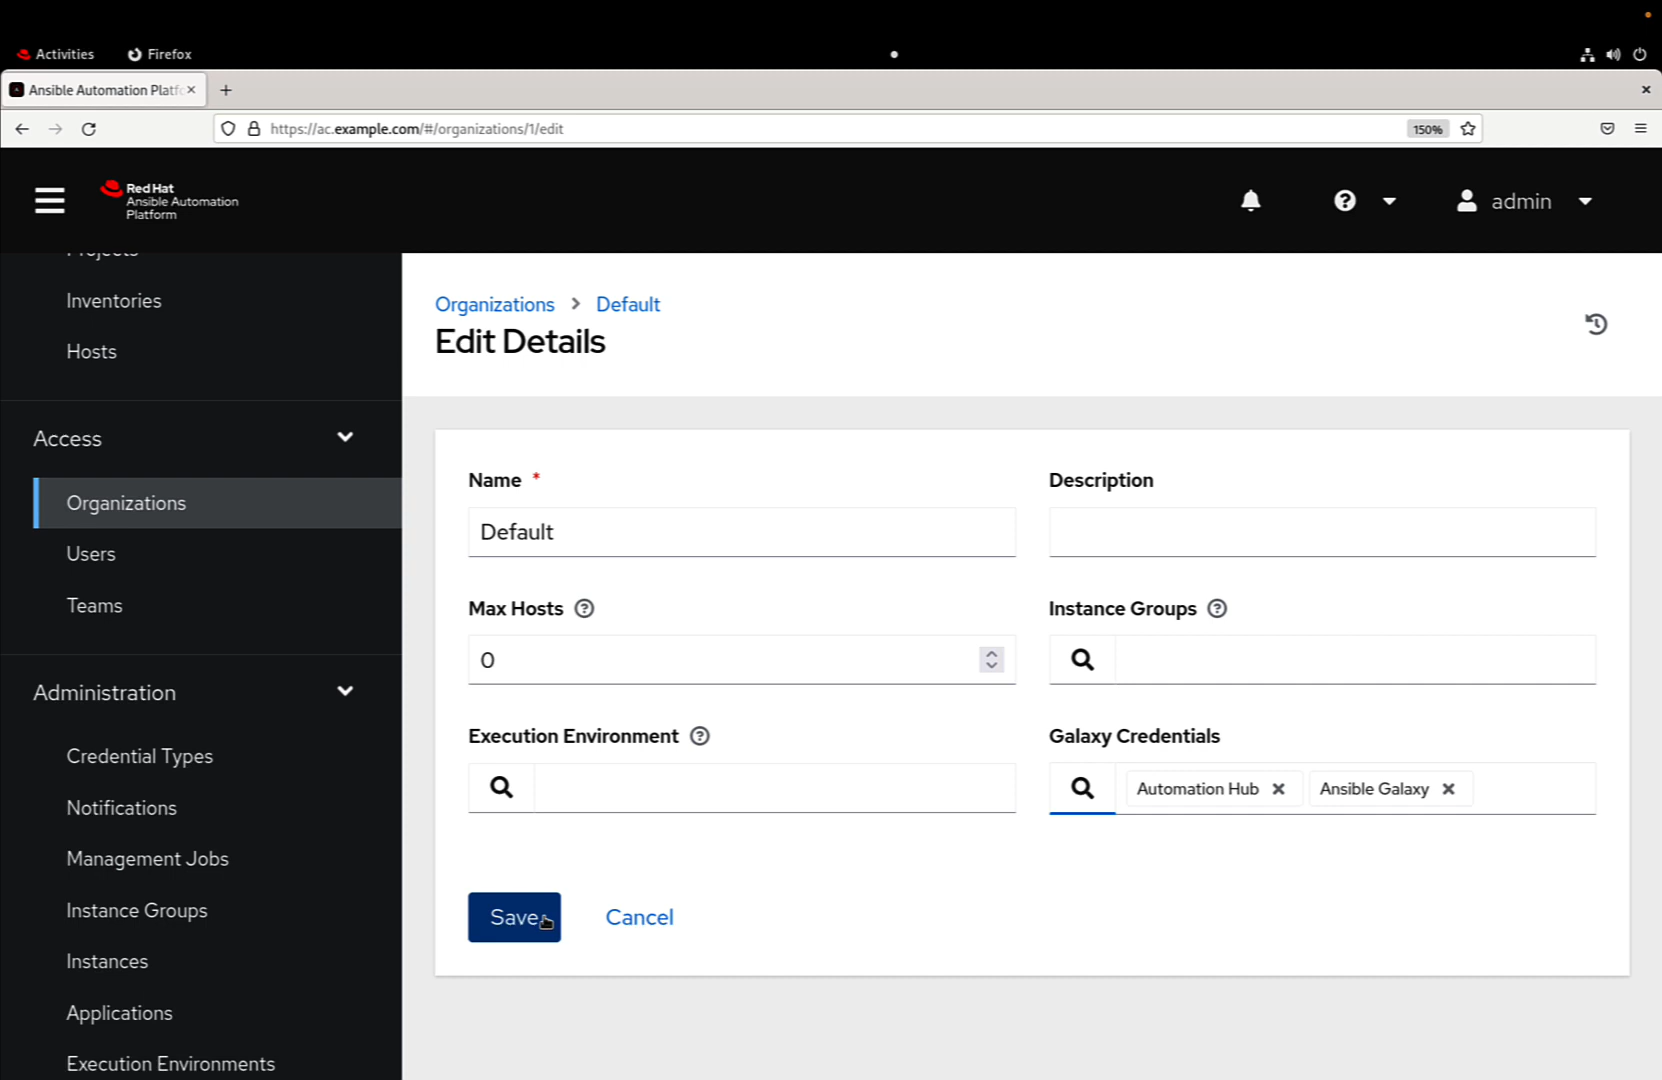 Activities Firefox
Ansible Automation Platfo
https://ac.example.com/#/organizations/1/edit 150%
Red Hat
Ansible Automation
Platform
admin
Projects
Inventories
Hosts
Access
Organizations
Users
Teams
Administration
Credential Types
Notifications
Management Jobs
Instance Groups
Instances
Applications
Execution Environments
Organizations > Default
Edit Details
Name *
Default
Description
Max Hosts
0
Instance Groups
Execution Environment
Galaxy Credentials
Automation Hub Ansible Galaxy
Save Cancel